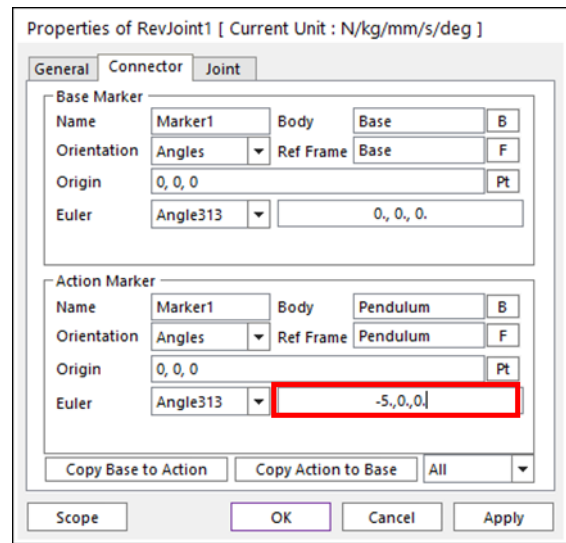 Properties of RevJoint1 [ Current Unit : N/kg/mm/s/deg ]
General Connector Joint
Base Marker
Name Marker1 Body Base B
Orientation Angles Ref Frame Base F
Origin 0, 0, 0 Pt
Euler Angle313 0., 0., 0.
Action Marker
Name Marker1 Body Pendulum B
Orientation Angles Ref Frame Pendulum F
Origin 0, 0, 0 Pt
Euler Angle313 -5.,0.,0.
Copy Base to Action Copy Action to Base All
Scope OK Cancel Apply